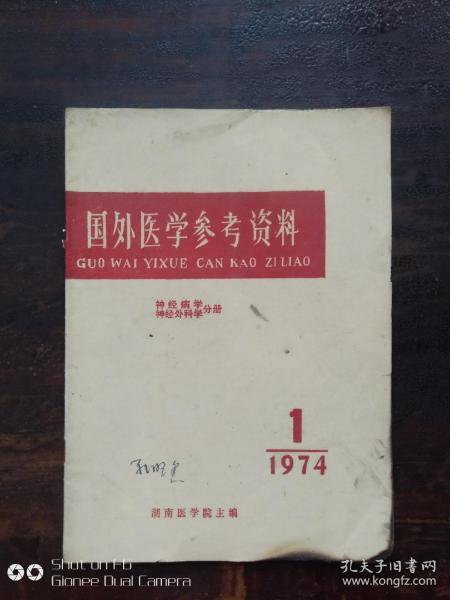 国外医学参考资料
GUO WAI YIXUE CAN KAO ZI LIAO
神经病学
神经外科学分册
1
1974
湖南医学院主编
Shot on F6
Gionee Dual Camera
孔夫子旧书网
www.kongfz.com